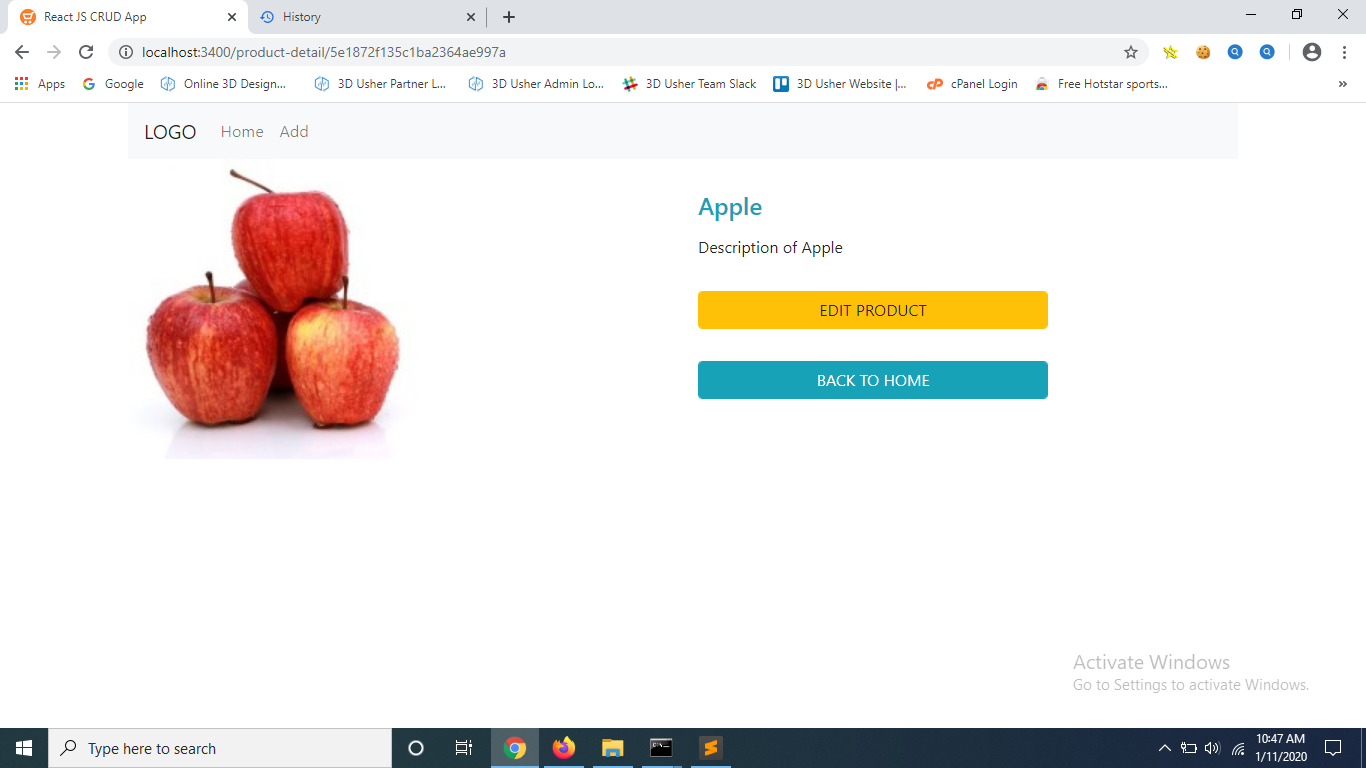 React JS CRUD App
History
localhost:3400/product-detail/5e1872f135c1ba2364ae997a
Apps
Google
Online 3D Design...
3D Usher Partner L...
3D Usher Admin Lo...
3D Usher Team Slack
3D Usher Website |...
cPanel Login
Free Hotstar sports...
»
LOGO Home Add
Apple
Description of Apple
EDIT PRODUCT
BACK TO HOME
Activate Windows
Go to Settings to activate Windows.
Type here to search
10:47 AM
1/11/2020